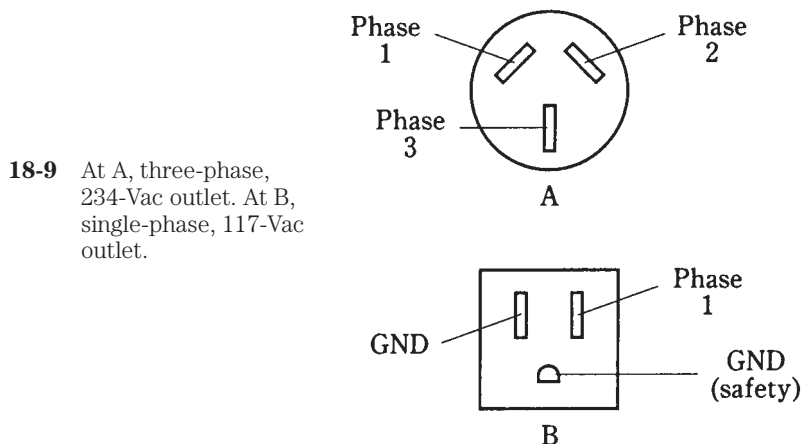 Phase
1
Phase
2
Phase
3
A
18-9 At A, three-phase,
234-Vac outlet. At B,
single-phase, 117-Vac
outlet.
Phase
1
GND
GND
(safety)
B